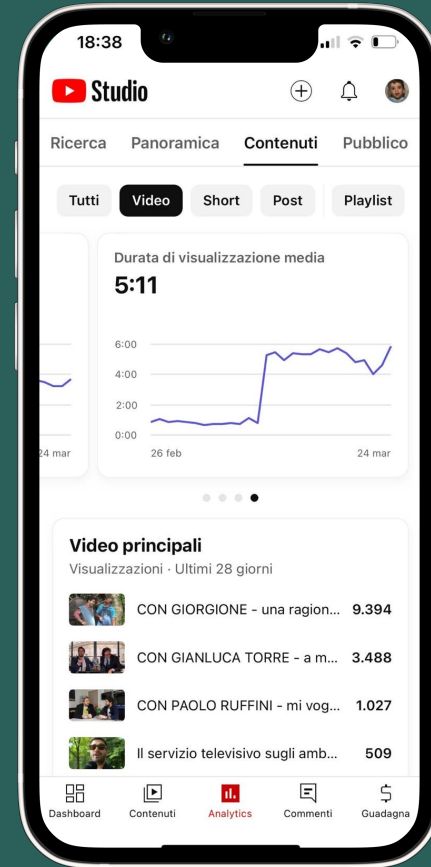 18:38
Studio
Ricerca Panoramica Contenuti Pubblico
Tutti Video Short Post Playlist
Durata di visualizzazione media
5:11
6:00
4:00
2:00
0:00
24 mar 26 feb 24 mar
Video principali
Visualizzazioni · Ultimi 28 giorni
CON GIORGIONE - una ragion... 9.394
CON GIANLUCA TORRE - a m... 3.488
CON PAOLO RUFFINI - mi vog... 1.027
Il servizio televisivo sugli amb... 509
Dashboard Contenuti Analytics Commenti Guadagna